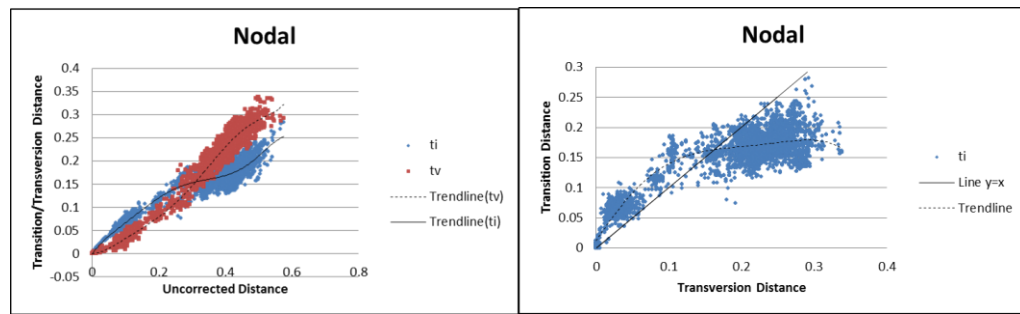 Nodal
Transition/Transversion Distance
0.4
0.35
0.3
0.25
0.2
0.15
0.1
0.05
0
-0.05
0 0.2 0.4 0.6 0.8
Uncorrected Distance
ti
tv
Trendline(tv)
Trendline(ti)
Nodal
Transition Distance
0.3
0.25
0.2
0.15
0.1
0.05
0
0 0.1 0.2 0.3 0.4
Transversion Distance
ti
Line y=x
Trendline